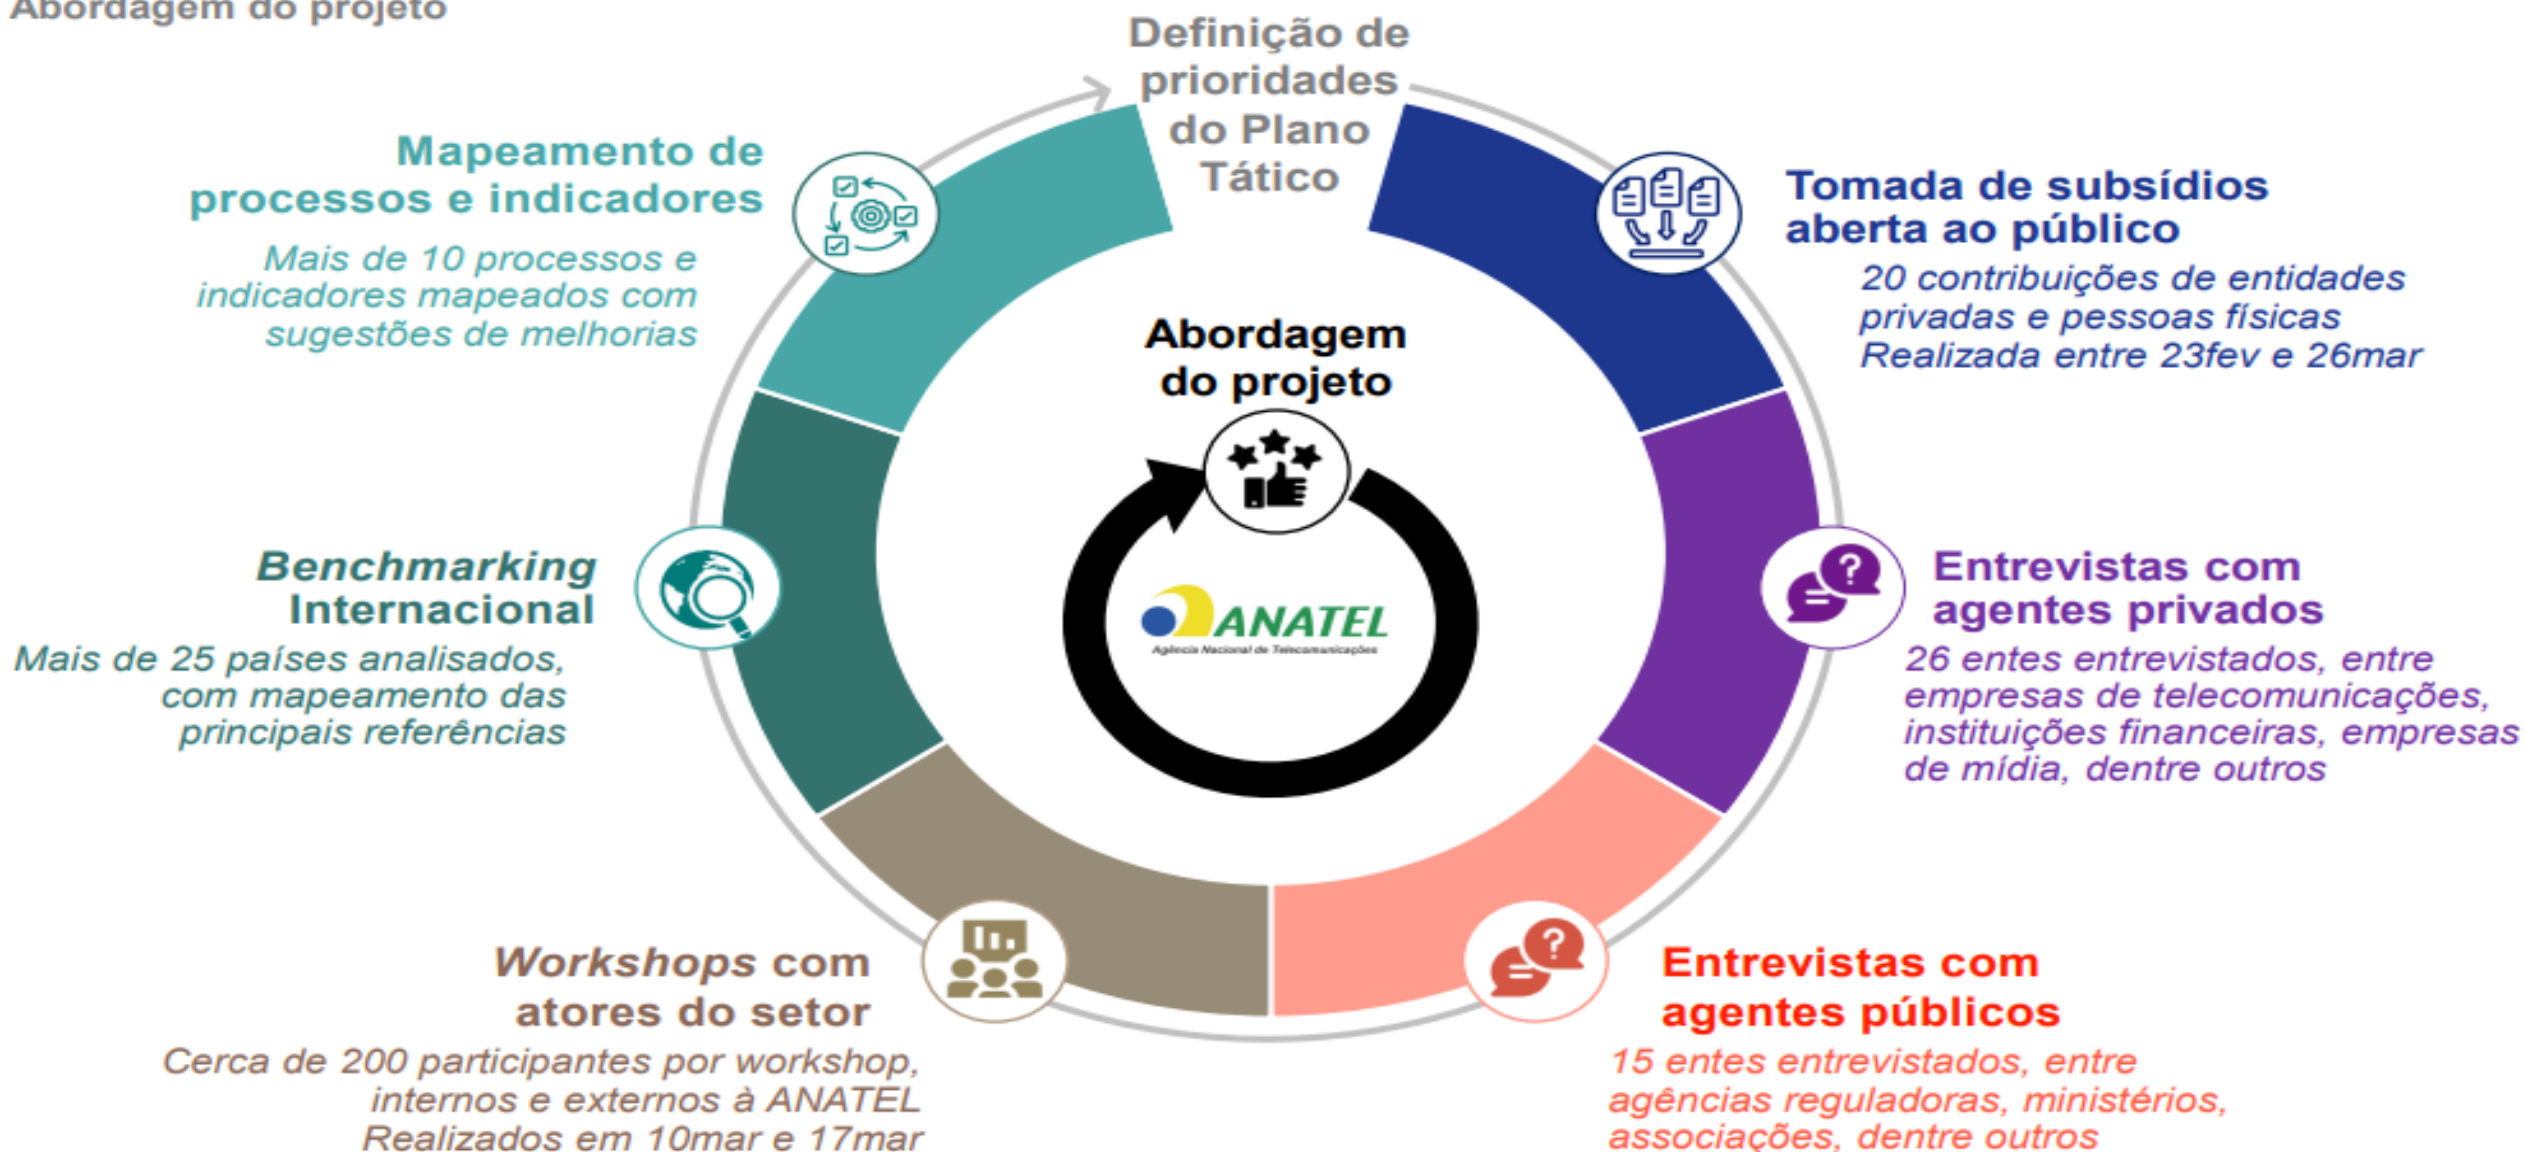 Abordagem do projeto
Definição de
prioridades
do Plano
Tático
Tomada de subsídios
aberta ao público
20 contribuições de entidades
privadas e pessoas físicas
Realizada entre 23fev e 26mar
Entrevistas com
agentes privados
26 entes entrevistados, entre
empresas de telecomunicações,
instituições financeiras, empresas
de mídia, dentre outros
Entrevistas com
agentes públicos
15 entes entrevistados, entre
agências reguladoras, ministérios,
associações, dentre outros
Workshops com
atores do setor
Cerca de 200 participantes por workshop,
internos e externos à ANATEL
Realizados em 10mar e 17mar
Benchmarking
Internacional
Mais de 25 países analisados,
com mapeamento das
principais referências
Mapeamento de
processos e indicadores
Mais de 10 processos e
indicadores mapeados com
sugestões de melhorias
Abordagem
do projeto
ANATEL
Agência Nacional de Telecomunicações